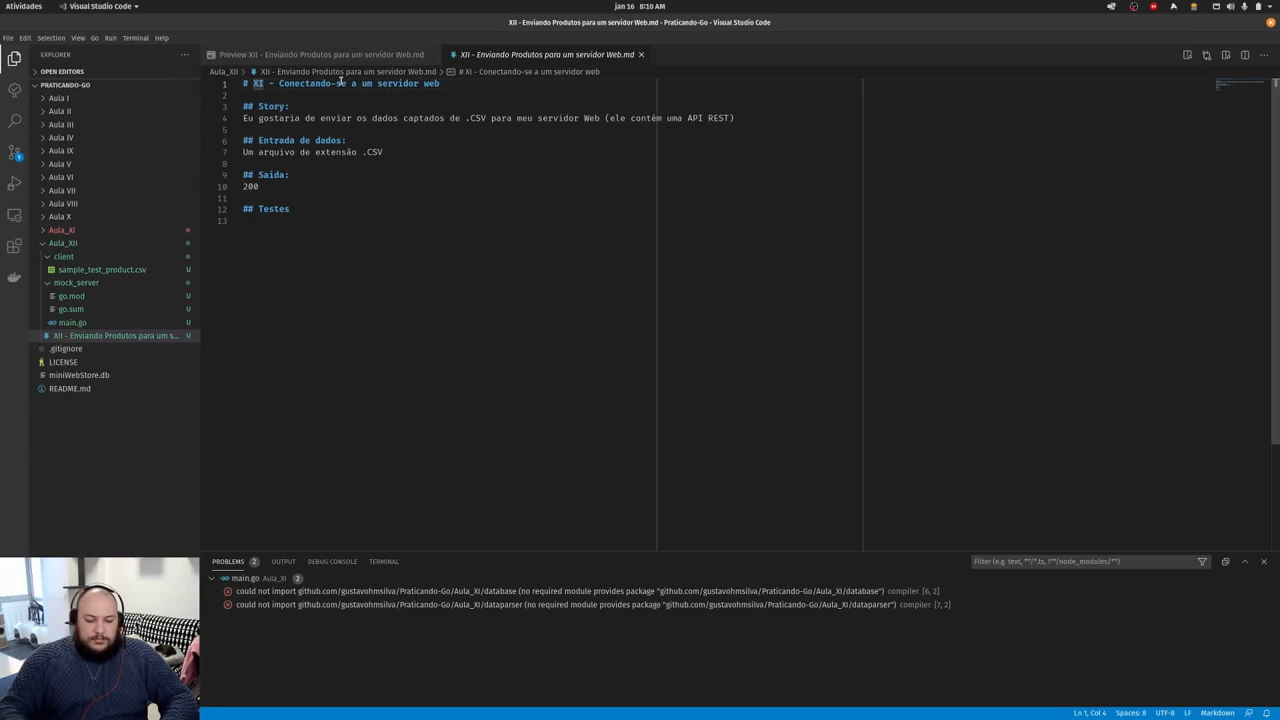 Atividades
Visual Studio Code
jan 16 8:10 AM
XII - Enviando Produtos para um servidor Web.md - Praticando-Go - Visual Studio Code
File Edit Selection View Go Run Terminal Help
EXPLORER
OPEN EDITORS
PRATICANDO-GO
Aula I
Aula II
Aula III
Aula IV
Aula IX
Aula V
Aula VI
Aula VII
Aula VIII
Aula X
Aula_XI
Aula_XII
client
sample_test_product.csv U
mock_server
go.mod U
go.sum U
main.go U
XII - Enviando Produtos para um s... U
.gitignore
LICENSE
miniWebStore.db
README.md
5
Preview XII - Enviando Produtos para um servidor Web.md
XII - Enviando Produtos para um servidor Web.md
Aula_XII > XII - Enviando Produtos para um servidor Web.md > # XI - Conectando-se a um servidor web
1 # XI - Conectando-se a um servidor web
2
3 ## Story:
4 Eu gostaria de enviar os dados captados de .CSV para meu servidor Web (ele contém uma API REST)
5
6 ## Entrada de dados:
7 Um arquivo de extensão .CSV
8
9 ## Saída:
10 200
11
12 ## Testes
13
PROBLEMS 2 OUTPUT DEBUG CONSOLE TERMINAL
Filter (e.g. text, **/*.ts, !**/node_modules/**)
main.go Aula_XI 2
could not import github.com/gustavohmsilva/Praticando-Go/Aula_XI/database (no required module provides package "github.com/gustavohmsilva/Praticando-Go/Aula_XI/database") compiler [6, 2]
could not import github.com/gustavohmsilva/Praticando-Go/Aula_XI/dataparser (no required module provides package "github.com/gustavohmsilva/Praticando-Go/Aula_XI/dataparser") compiler [7, 2]
Ln 1, Col 4 Spaces: 8 UTF-8 LF Markdown